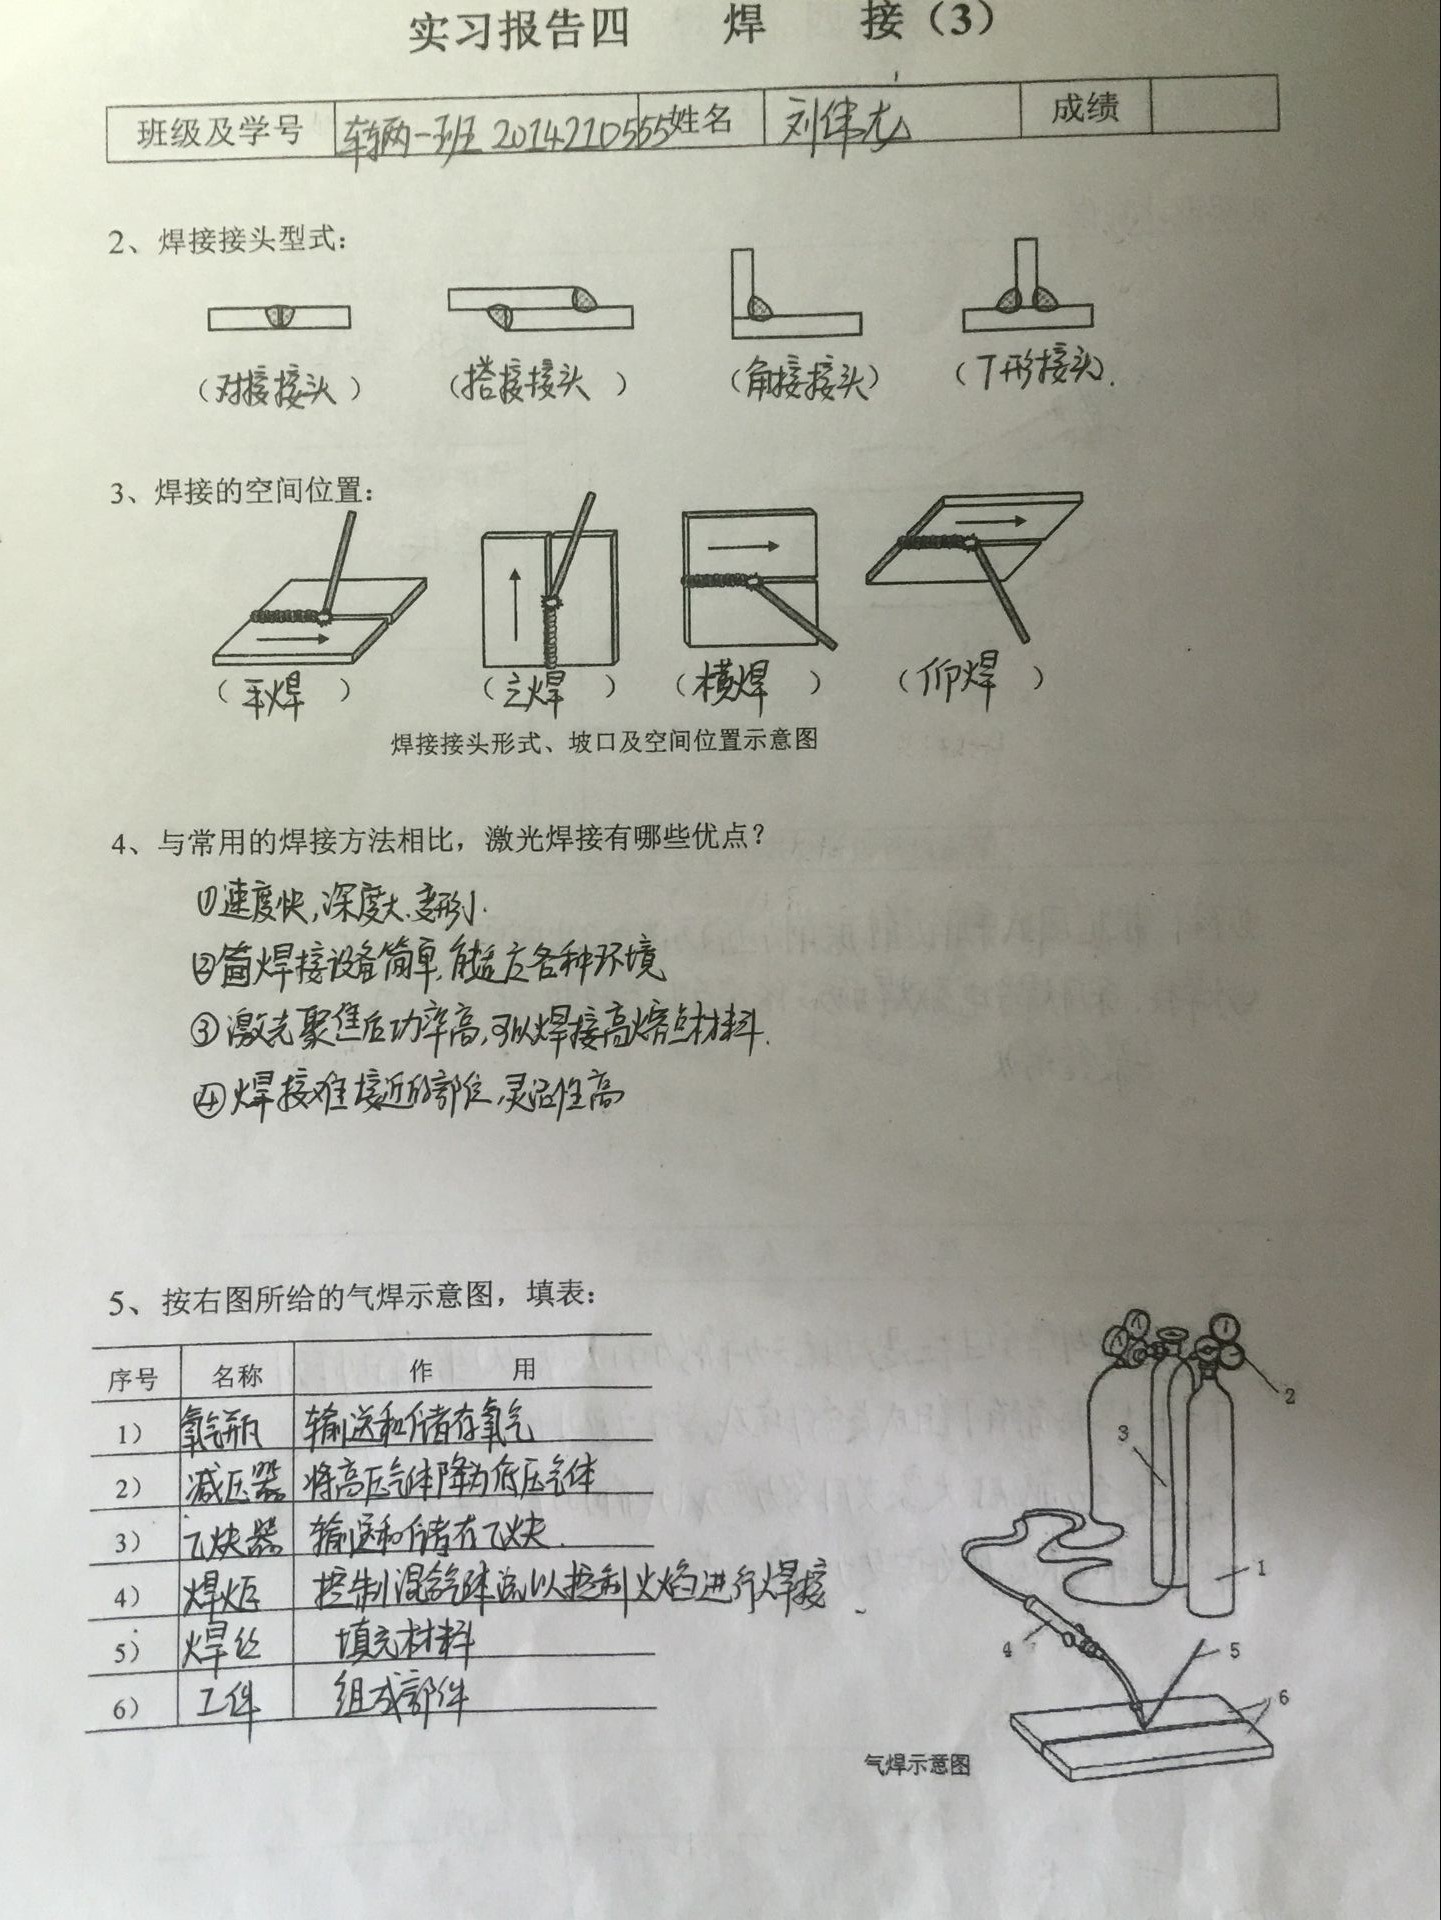 实习报告四 焊 接（3）
班级及学号 车辆一班 2014210555 姓名 刘伟龙 成绩
2、焊接接头型式：
（对接接头） （搭接接头） （角接接头） （T形接头）.
3、焊接的空间位置：
（平焊） （立焊） （横焊） （仰焊）
焊接接头形式、坡口及空间位置示意图
4、与常用的焊接方法相比，激光焊接有哪些优点？
①速度快,深度大.变形小.
②焊接设备简单,能适应各种环境
③激光聚焦后功率高,可以焊接高熔点材料.
④焊接难接近的部位,灵活性高
5、按右图所给的气焊示意图，填表：
序号 名称 作 用
1） 氧气瓶 输送和储存氧气
2） 减压器 将高压气体降为低压气体
3） 乙炔器 输送和储存乙炔.
4） 焊炬 控制混合气体流以控制火焰进行焊接
5） 焊丝 填充材料
6） 工件 组成部件
2
3
1
4
5
6
气焊示意图